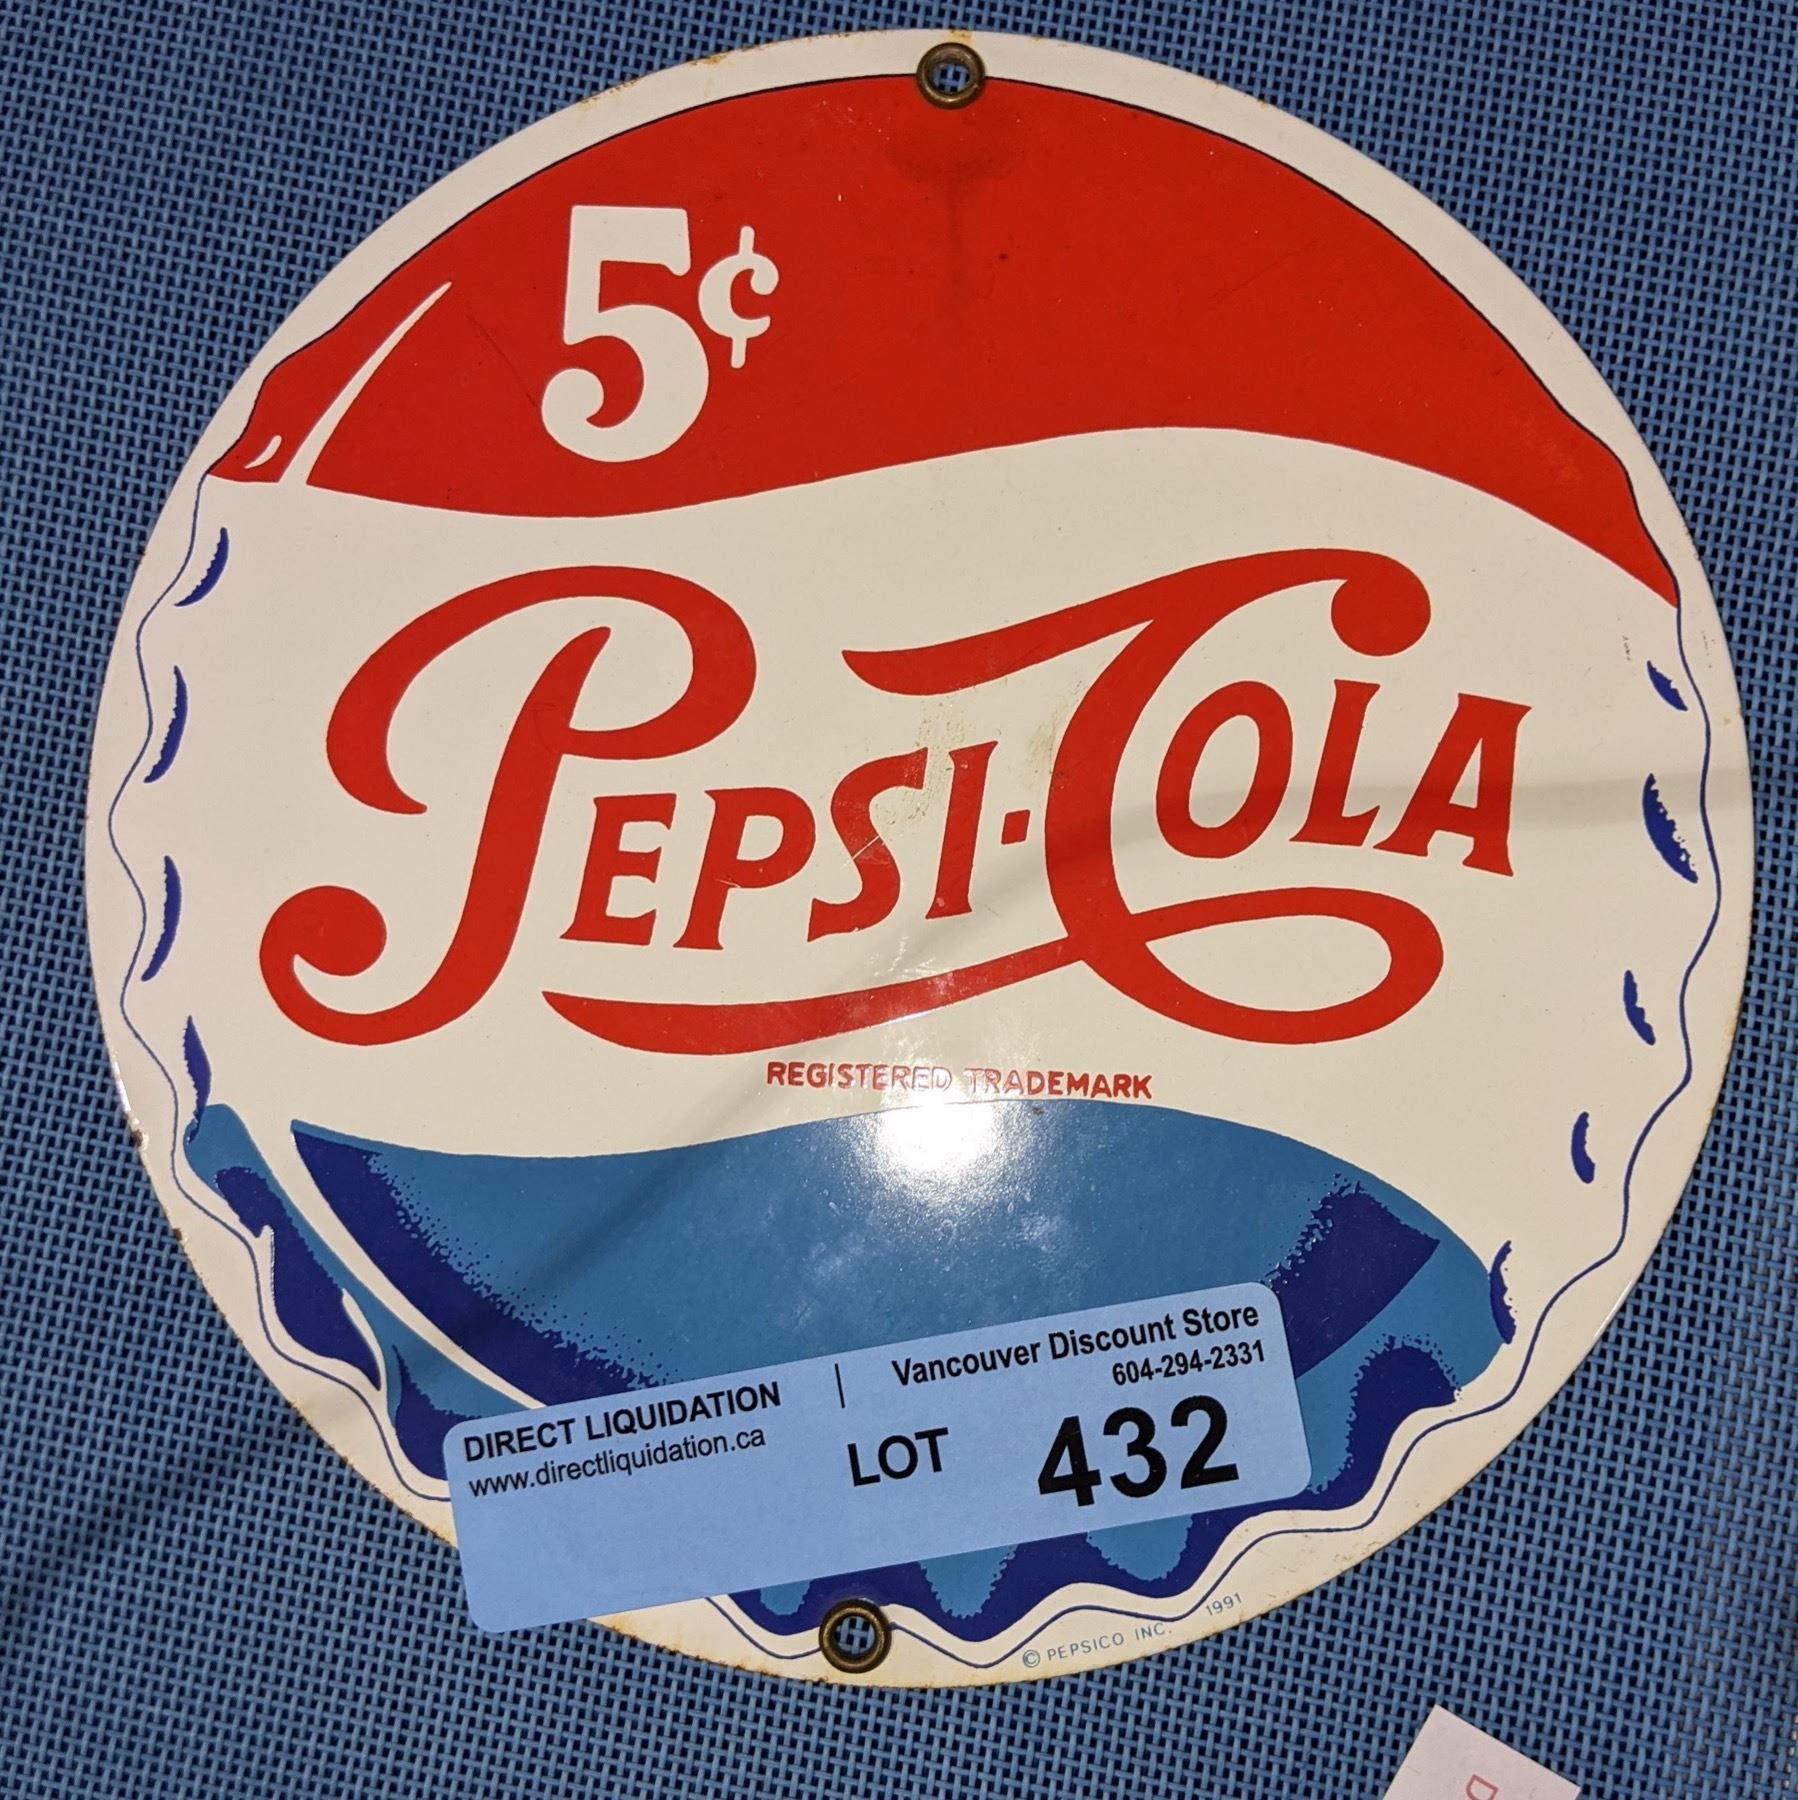 5¢
PEPSI·COLA
REGISTERED TRADEMARK
DIRECT LIQUIDATION | Vancouver Discount Store
www.directliquidation.ca 604-294-2331
LOT 432
© PEPSICO INC. 1991
D